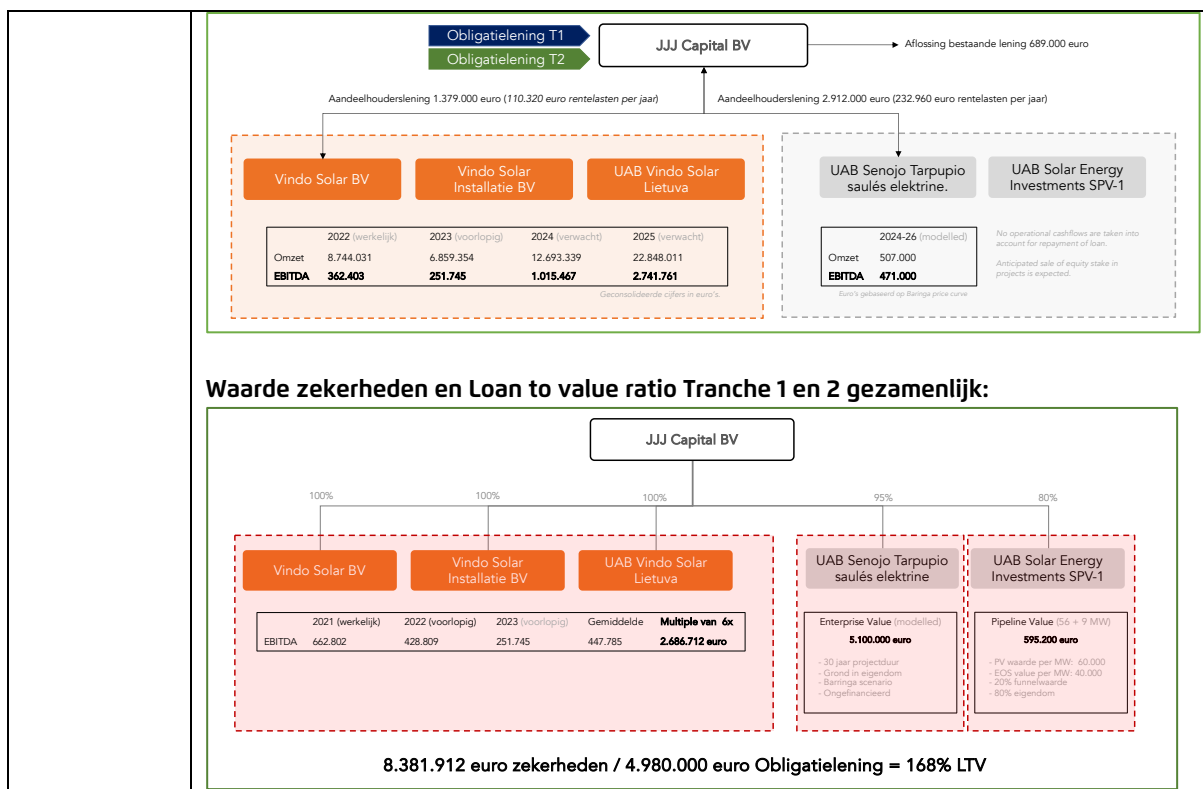 Obligatielening T1
Obligatielening T2
JJJ Capital BV
Aflossing bestaande lening 689.000 euro
Aandeelhouderslening 1.379.000 euro (110.320 euro rentelasten per jaar)
Aandeelhouderslening 2.912.000 euro (232.960 euro rentelasten per jaar)
Vindo Solar BV
Vindo Solar
Installatie BV
UAB Vindo Solar
Lietuva
UAB Senojo Tarpupio
saulés elektrine.
UAB Solar Energy
Investments SPV-1
2022 (werkelijk) 2023 (voorlopig) 2024 (verwacht) 2025 (verwacht)
Omzet 8.744.031 6.859.354 12.693.339 22.848.011
EBITDA 362.403 251.745 1.015.467 2.741.761
Geconsolideerde cijfers in euro's.
2024-26 (modelled)
Omzet 507.000
EBITDA 471.000
Euro's gebaseerd op Baringa price curve
No operational cashflows are taken into
account for repayment of loan.
Anticipated sale of equity stake in
projects is expected.
Waarde zekerheden en Loan to value ratio Tranche 1 en 2 gezamenlijk:
JJJ Capital BV
100% 100% 100% 95% 80%
Vindo Solar BV
Vindo Solar
Installatie BV
UAB Vindo Solar
Lietuva
UAB Senojo Tarpupio
saulés elektrine
UAB Solar Energy
Investments SPV-1
2021 (werkelijk) 2022 (voorlopig) 2023 (voorlopig) Gemiddelde Multiple van 6x
EBITDA 662.802 428.809 251.745 447.785 2.686.712 euro
Enterprise Value (modelled)
5.100.000 euro
- 30 jaar projectduur
- Grond in eigendom
- Barringa scenario
- Ongefinancieerd
Pipeline Value (56 + 9 MW)
595.200 euro
- PV waarde per MW: 60.000
- EOS value per MW: 40.000
- 20% funnelwaarde
- 80% eigendom
8.381.912 euro zekerheden / 4.980.000 euro Obligatielening = 168% LTV